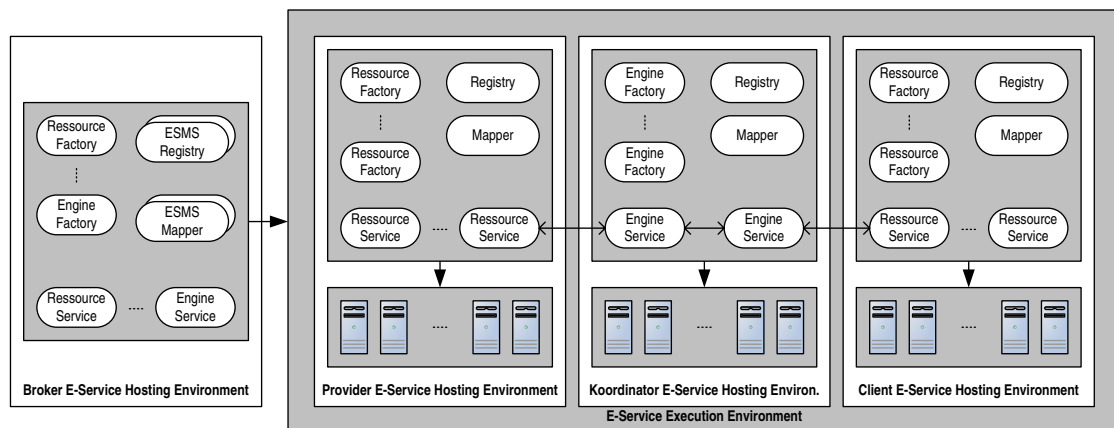 Ressource
Factory
ESMS
Registry
Engine
Factory
ESMS
Mapper
Ressource
Service
Engine
Service
Broker E-Service Hosting Environment
Ressource
Factory
Registry
Mapper
Ressource
Factory
Ressource
Service
Ressource
Service
Provider E-Service Hosting Environment
Engine
Factory
Registry
Mapper
Engine
Factory
Engine
Service
Engine
Service
Koordinator E-Service Hosting Environ.
Ressource
Factory
Registry
Mapper
Ressource
Factory
Ressource
Service
Ressource
Service
Client E-Service Hosting Environment
E-Service Execution Environment